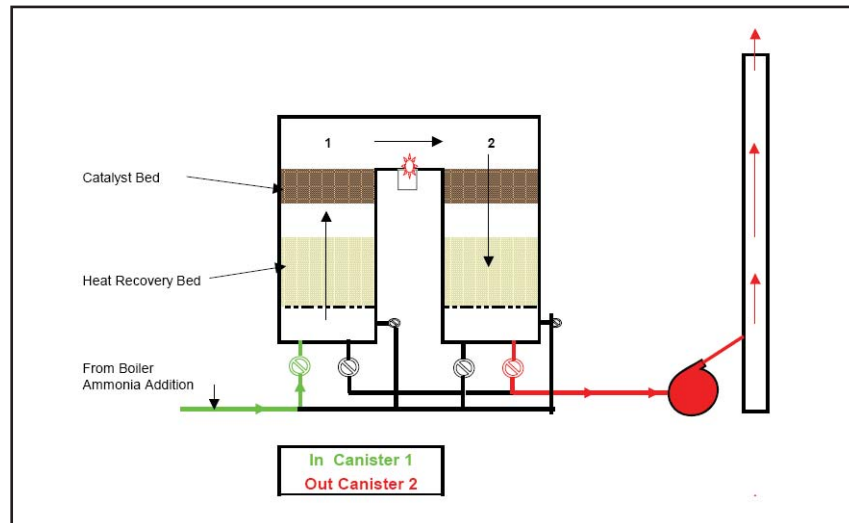 1
2
Catalyst Bed
Heat Recovery Bed
From Boiler
Ammonia Addition
In Canister 1
Out Canister 2